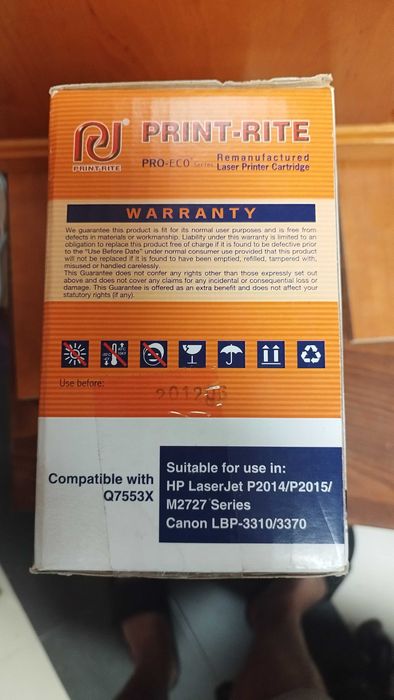 PRINT-RITE
PRINT-RITE
PRO-ECO Series Remanufactured
Laser Printer Cartridge
WARRANTY
We guarantee this product is fit for its normal user purposes and is free from
defects in materials or workmanship. Liability under this warranty is limited to an
obligation to replace this product free of charge if it is found to be defective prior
to the "Use Before Date" under normal consumer use provided that this product
will not be replaced if it is found to have been emptied, refilled, tampered with,
misused or handled carelessly.
This Guarantee does not confer any rights other than those expressly set out
above and does not cover any claims for any incidental or consequential loss or
damage. This Guarantee is offered as an extra benefit and does not affect your
statutory rights (if any).
Use before:
Compatible with
Q7553X
Suitable for use in:
HP LaserJet P2014/P2015/
M2727 Series
Canon LBP-3310/3370